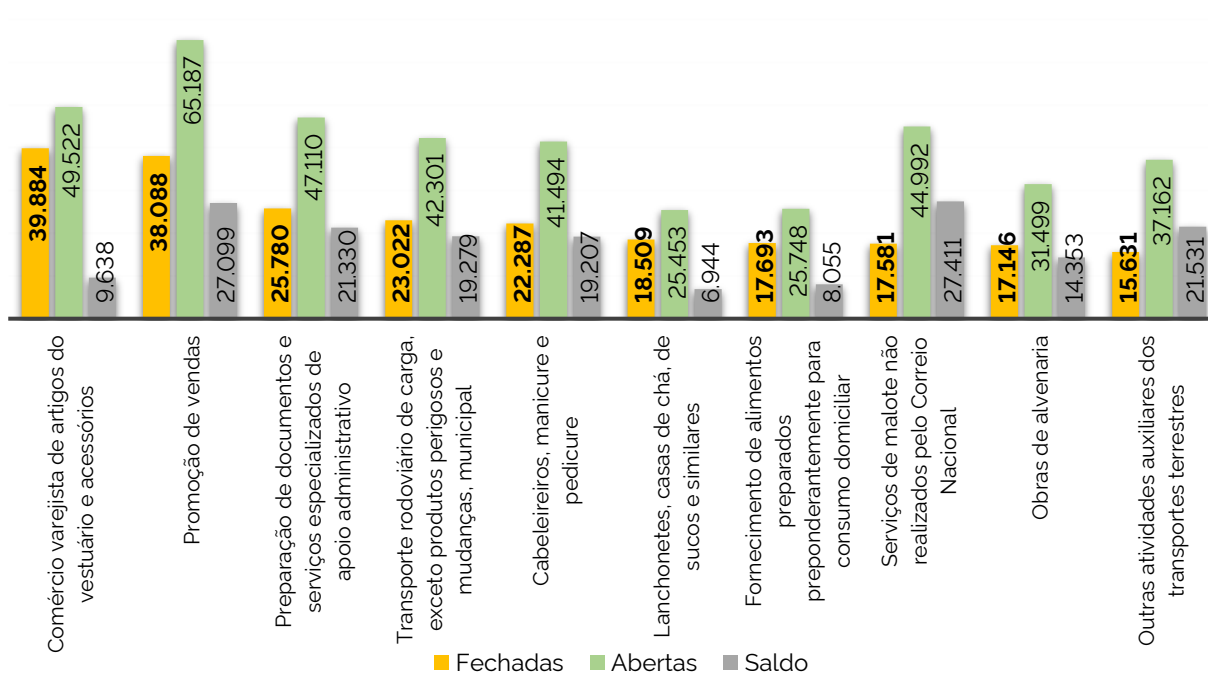 39.884
49.522
9.638
38.088
65.187
27.099
25.780
47.110
21.330
23.022
42.301
19.279
22.287
41.494
19.207
18.509
25.453
6.944
17.693
25.748
8.055
17.581
44.992
27.411
17.146
31.499
14.353
15.631
37.162
21.531
Comércio varejista de artigos do
vestuário e acessórios
Promoção de vendas
Preparação de documentos e
serviços especializados de
apoio administrativo
Transporte rodoviário de carga,
exceto produtos perigosos e
mudanças, municipal
Cabeleireiros, manicure e
pedicure
Lanchonetes, casas de chá, de
sucos e similares
Fornecimento de alimentos
preparados
preponderantemente para
consumo domiciliar
Serviços de malote não
realizados pelo Correio
Nacional
Obras de alvenaria
Outras atividades auxiliares dos
transportes terrestres
Fechadas
Abertas
Saldo